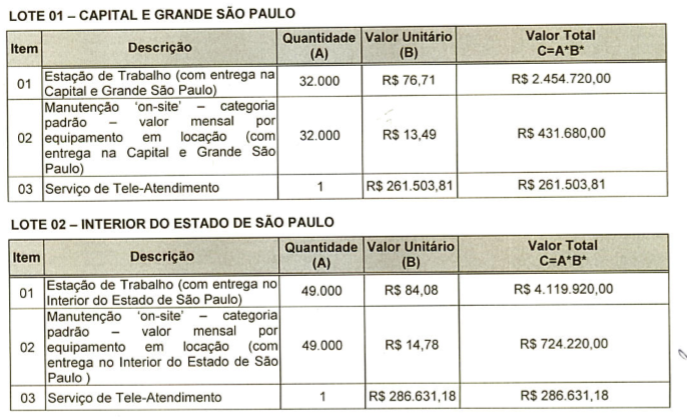 LOTE 01 – CAPITAL E GRANDE SÃO PAULO
Item Descrição Quantidade (A) Valor Unitário (B) Valor Total C=A*B*
01 Estação de Trabalho (com entrega na
Capital e Grande São Paulo) 32.000 R$ 76,71 R$ 2.454.720,00
02 Manutenção 'on-site' – categoria
padrão – valor mensal por
equipamento em locação (com
entrega na Capital e Grande São
Paulo) 32.000 R$ 13,49 R$ 431.680,00
03 Serviço de Tele-Atendimento 1 R$ 261.503,81 R$ 261.503,81
LOTE 02 – INTERIOR DO ESTADO DE SÃO PAULO
Item Descrição Quantidade (A) Valor Unitário (B) Valor Total C=A*B*
01 Estação de Trabalho (com entrega no
Interior do Estado de São Paulo) 49.000 R$ 84,08 R$ 4.119.920,00
02 Manutenção 'on-site' – categoria
padrão – valor mensal por
equipamento em locação (com
entrega no Interior do Estado de São
Paulo ) 49.000 R$ 14,78 R$ 724.220,00
03 Serviço de Tele-Atendimento 1 R$ 286.631,18 R$ 286.631,18